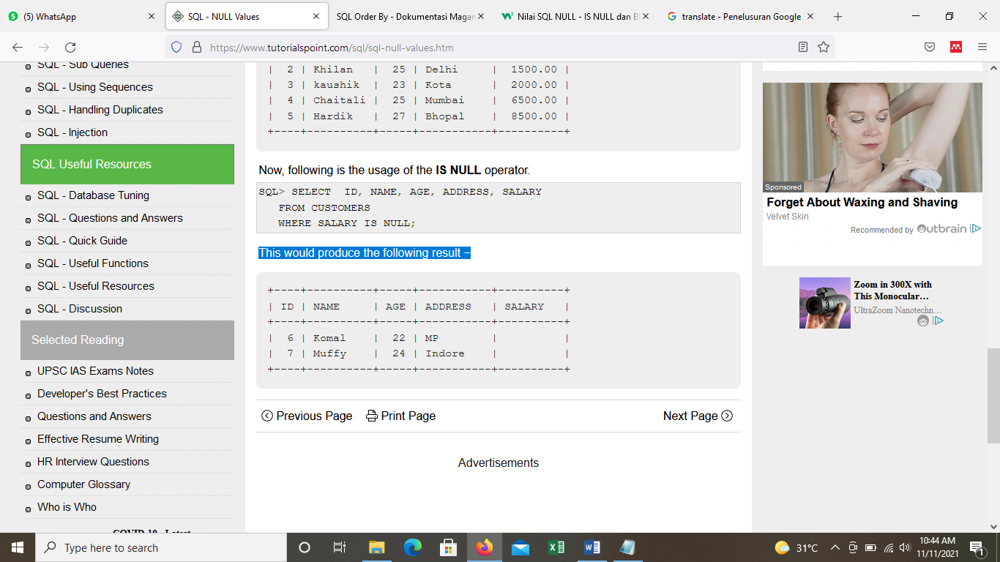 5 (5) WhatsApp
SQL - NULL Values
SQL Order By - Dokumentasi Magan
Nilai SQL NULL - IS NULL dan B
translate - Penelusuran Google
https://www.tutorialspoint.com/sql/sql-null-values.htm
SQL - Sub Queries
SQL - Using Sequences
SQL - Handling Duplicates
SQL - Injection
SQL Useful Resources
SQL - Database Tuning
SQL - Questions and Answers
SQL - Quick Guide
SQL - Useful Functions
SQL - Useful Resources
SQL - Discussion
Selected Reading
UPSC IAS Exams Notes
Developer's Best Practices
Questions and Answers
Effective Resume Writing
HR Interview Questions
Computer Glossary
Who is Who
COVID 19 Latest
| 2 | Khilan | 25 | Delhi | 1500.00 |
| 3 | kaushik | 23 | Kota | 2000.00 |
| 4 | Chaitali | 25 | Mumbai | 6500.00 |
| 5 | Hardik | 27 | Bhopal | 8500.00 |
+----+----------+-----+-----------+----------+
Now, following is the usage of the IS NULL operator.
SQL> SELECT ID, NAME, AGE, ADDRESS, SALARY
FROM CUSTOMERS
WHERE SALARY IS NULL;
This would produce the following result −
+----+----------+-----+-----------+----------+
| ID | NAME | AGE | ADDRESS | SALARY |
+----+----------+-----+-----------+----------+
| 6 | Komal | 22 | MP | |
| 7 | Muffy | 24 | Indore | |
+----+----------+-----+-----------+----------+
Previous Page Print Page Next Page
Advertisements
Sponsored
Forget About Waxing and Shaving
Velvet Skin
Recommended by Outbrain
Zoom in 300X with
This Monocular…
UltraZoom Nanotechn…
Type here to search
31°C
10:44 AM
11/11/2021
1